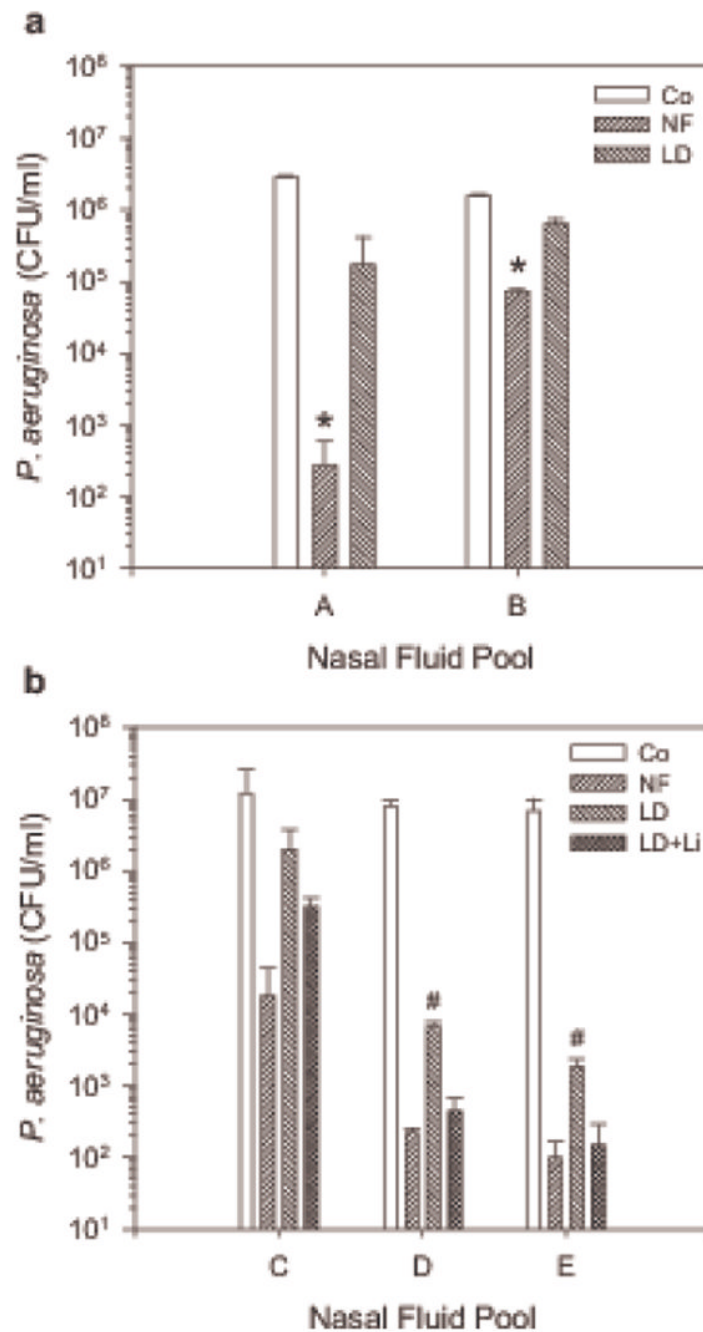 a
10⁸
10⁷
10⁶
10⁵
10⁴
10³
10²
10¹
P. aeruginosa (CFU/ml)
Co
NF
LD
*
*
A B
Nasal Fluid Pool
b
10⁸
10⁷
10⁶
10⁵
10⁴
10³
10²
10¹
P. aeruginosa (CFU/ml)
Co
NF
LD
LD+Li
#
#
C D E
Nasal Fluid Pool